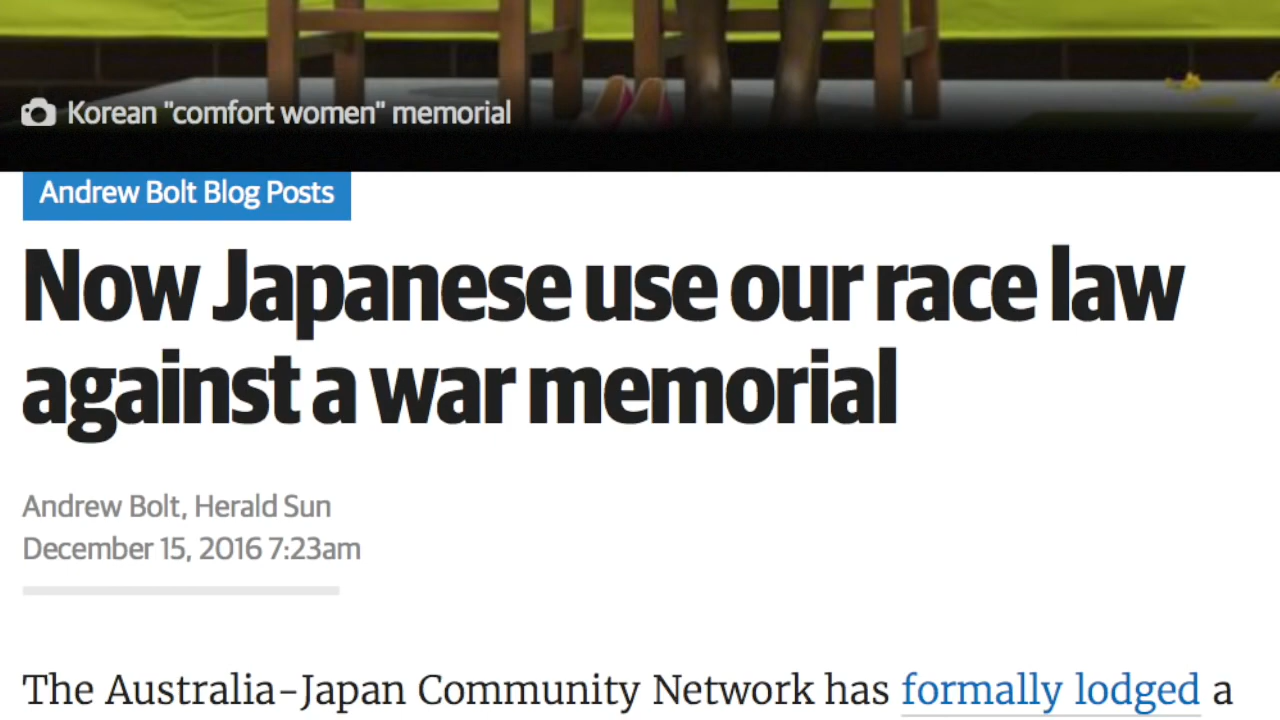 Korean "comfort women" memorial
Andrew Bolt Blog Posts
Now Japanese use our race law
against a war memorial
Andrew Bolt, Herald Sun
December 15, 2016 7:23am
The Australia-Japan Community Network has formally lodged a